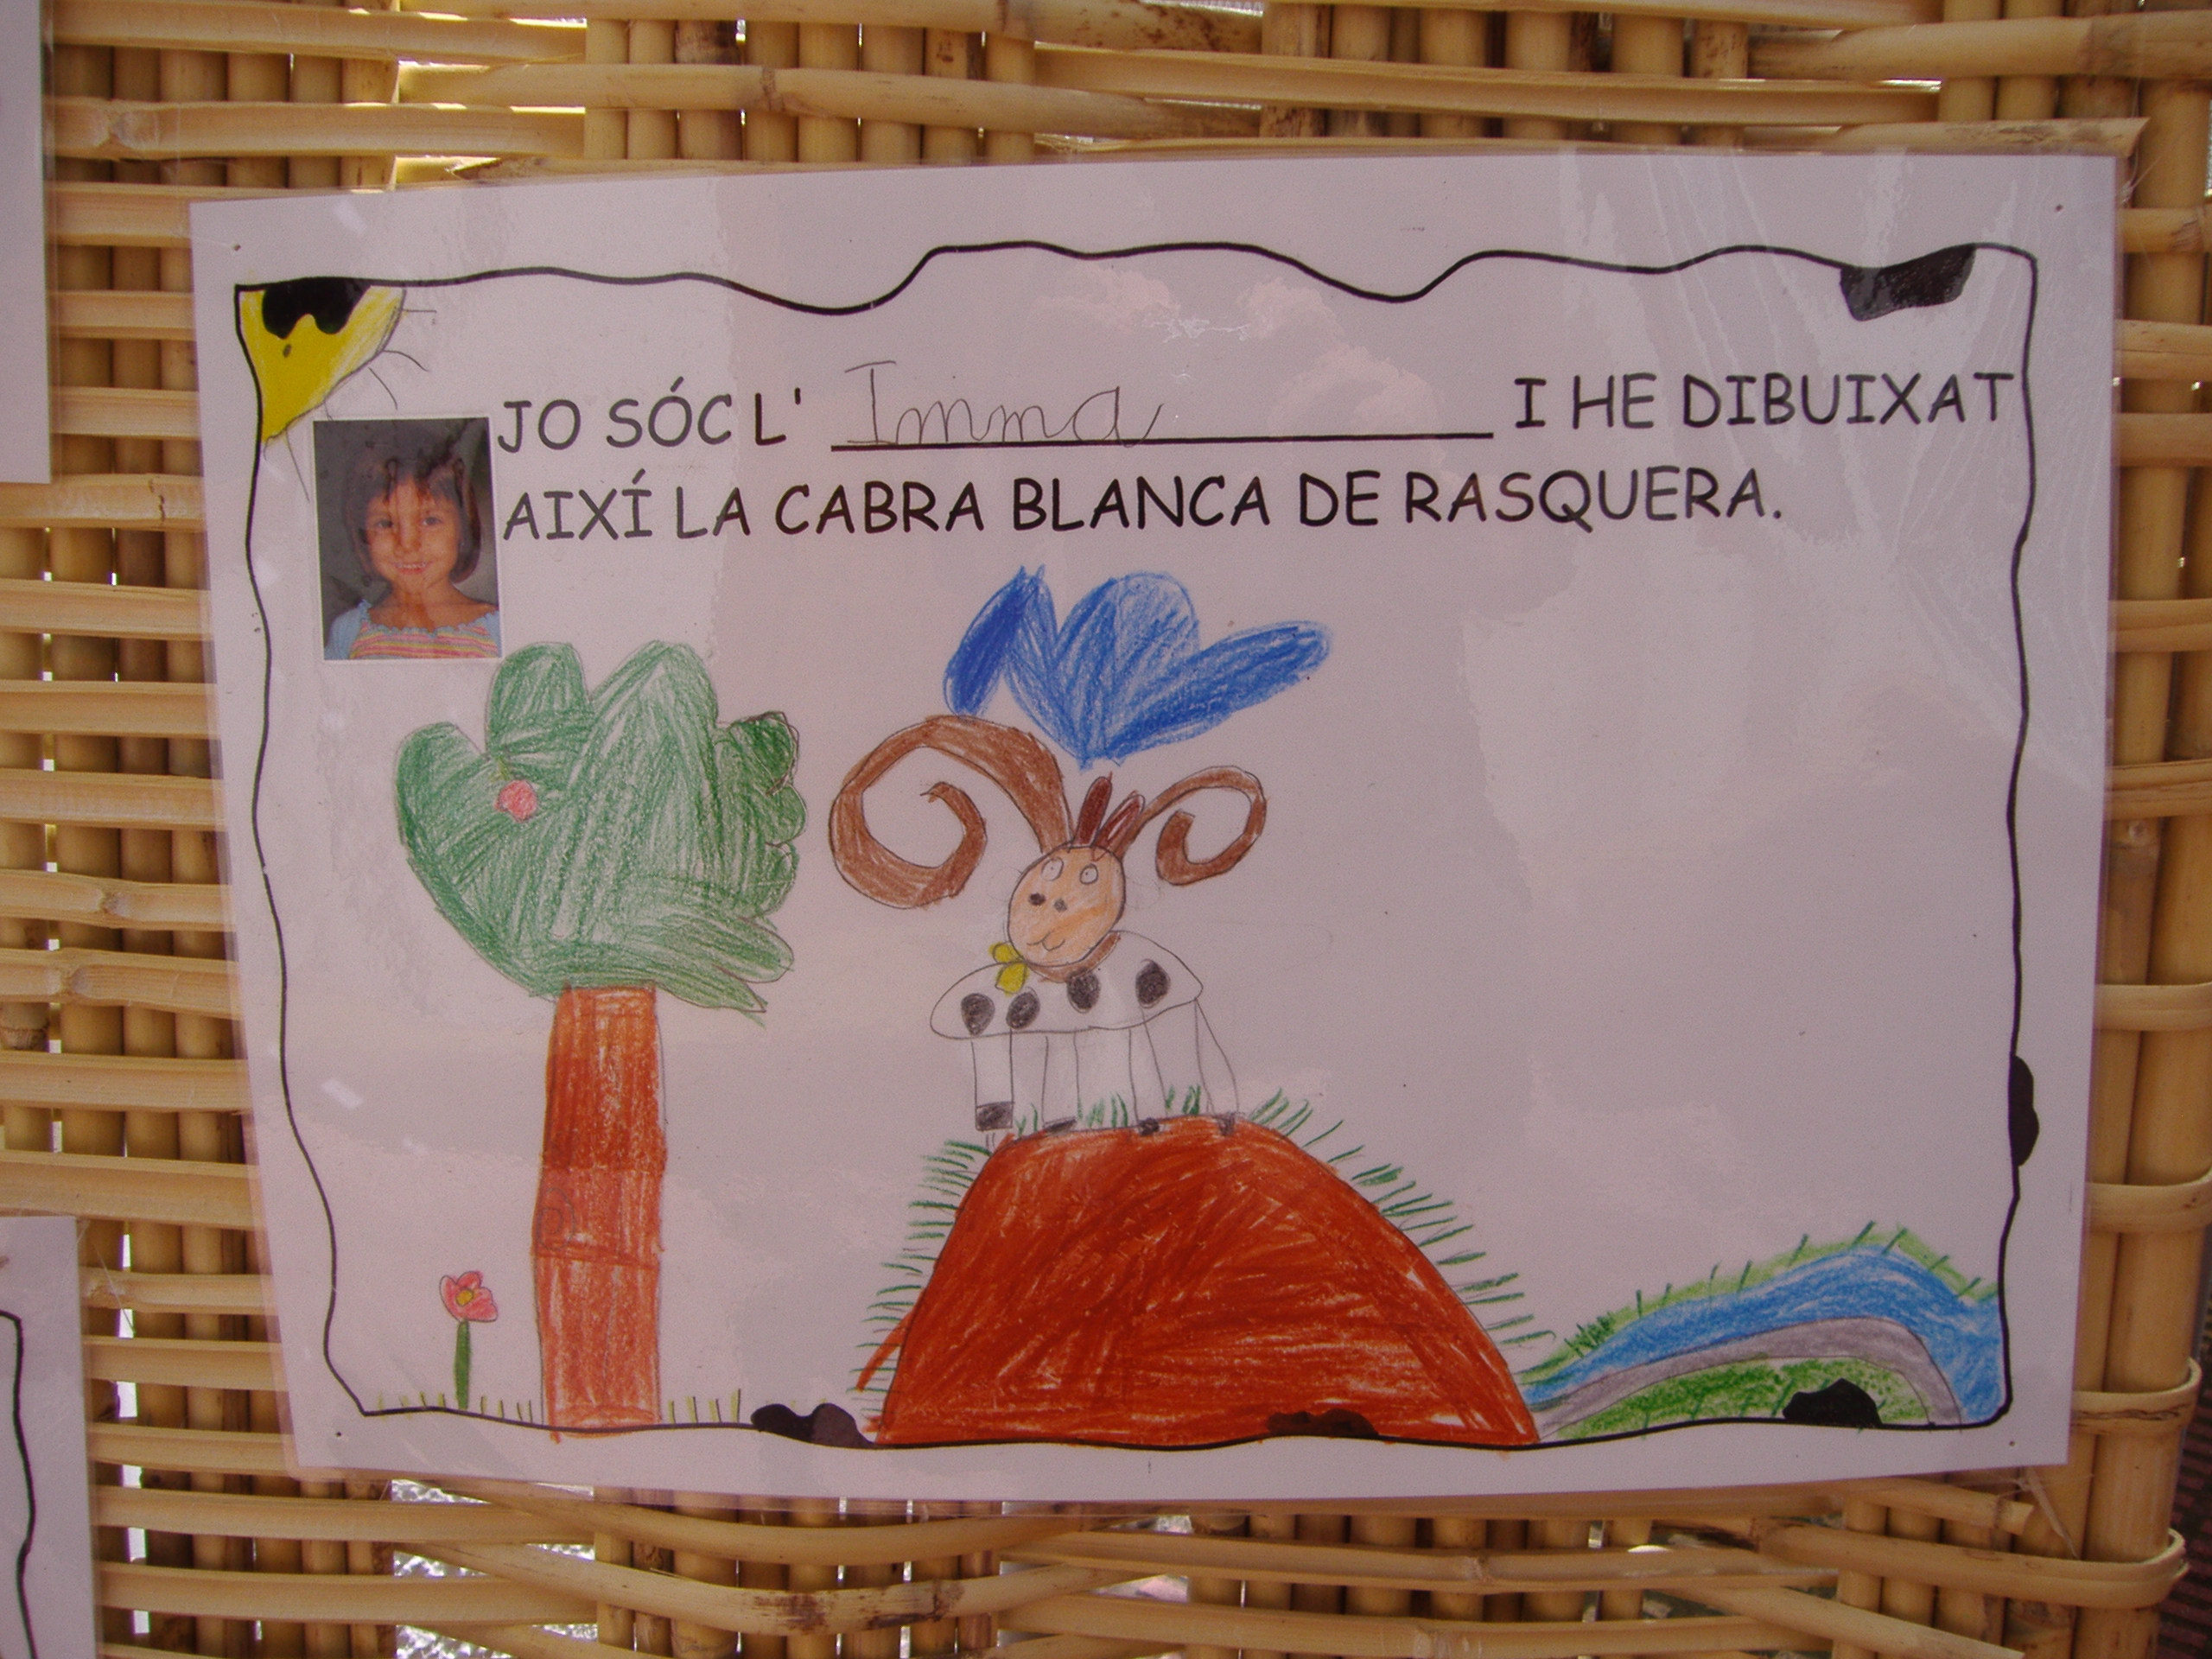 JO SÓC L' Imma I HE DIBUIXAT
AIXÍ LA CABRA BLANCA DE RASQUERA.